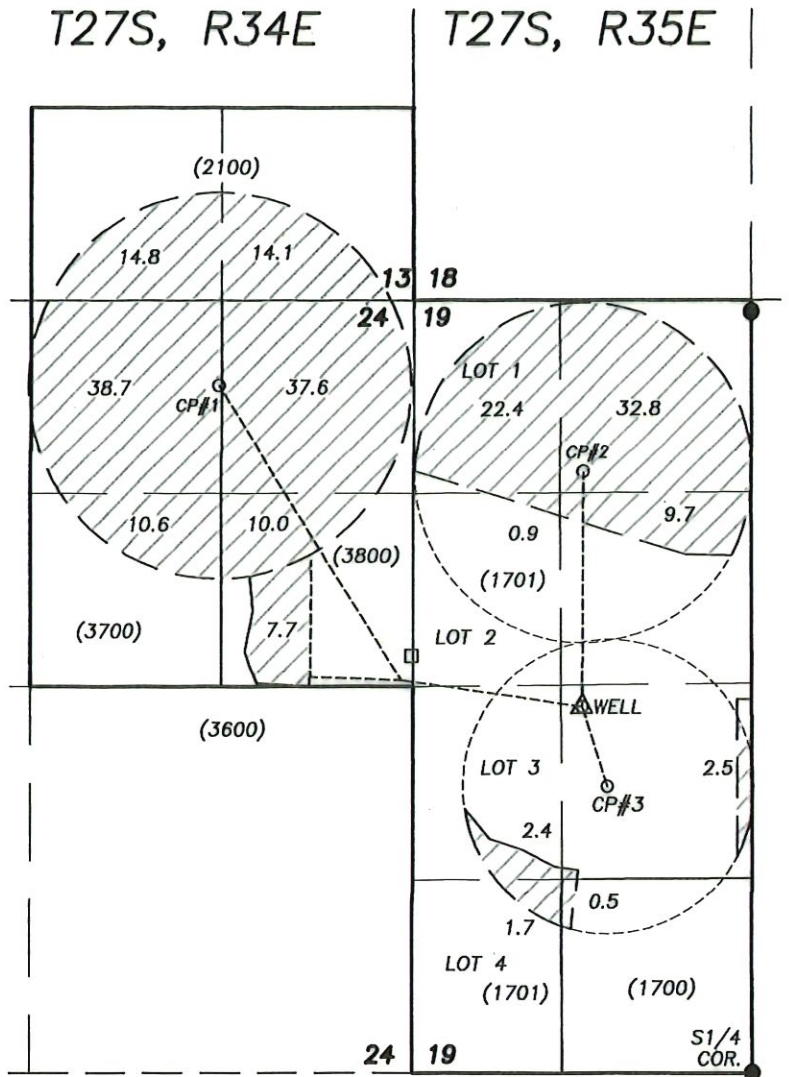 T27S, R34E
T27S, R35E
(2100)
14.8
14.1
13
18
24
19
LOT 1
38.7
37.6
22.4
32.8
CP#1
CP#2
10.6
10.0
0.9
9.7
(3800)
(1701)
(3700)
7.7
LOT 2
(3600)
WELL
LOT 3
2.5
CP#3
2.4
0.5
1.7
LOT 4
(1701)
(1700)
S1/4
COR.
24
19